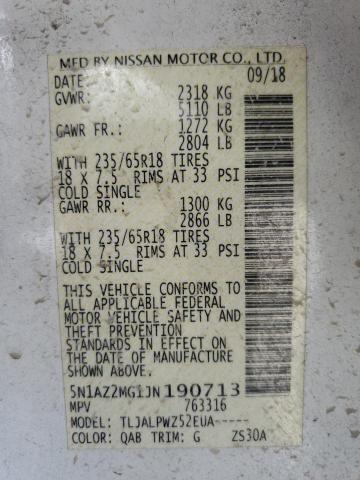 MFD BY NISSAN MOTOR CO., LTD.
DATE: 09/18
GVWR: 2318 KG
5110 LB
GAWR FR.: 1272 KG
2804 LB
WITH 235/65R18 TIRES
18 X 7.5 RIMS AT 33 PSI
COLD SINGLE
GAWR RR.: 1300 KG
2866 LB
WITH 235/65R18 TIRES
18 X 7.5 RIMS AT 33 PSI
COLD SINGLE
THIS VEHICLE CONFORMS TO
ALL APPLICABLE FEDERAL
MOTOR VEHICLE SAFETY AND
THEFT PREVENTION
STANDARDS IN EFFECT ON
THE DATE OF MANUFACTURE
SHOWN ABOVE.
5N1AZ2MG1JN190713
MPV 763316
MODEL: TLJALPWZ52EUA-----
COLOR: QAB TRIM: G ZS30A